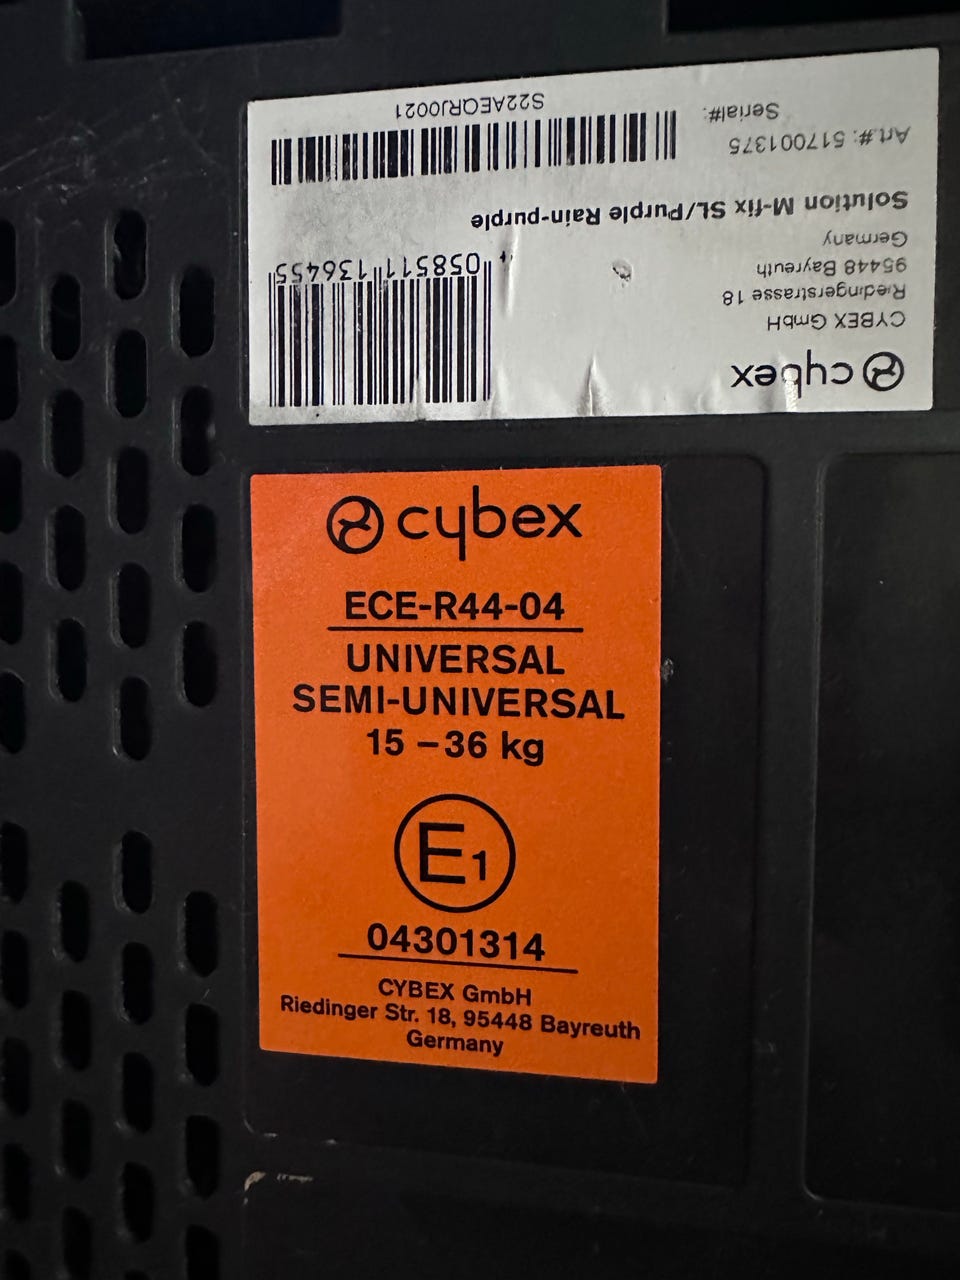 cybex
CYBEX GmbH
Riedingerstrasse 18
95448 Bayreuth
Germany
Solution M-fix SL/Purple Rain-purple
Art.#: 517001375
Serial#:
S22AEQRJ0021
058511 136455
cybex
ECE-R44-04
UNIVERSAL
SEMI-UNIVERSAL
15 – 36 kg
E1
04301314
CYBEX GmbH
Riedinger Str. 18, 95448 Bayreuth
Germany